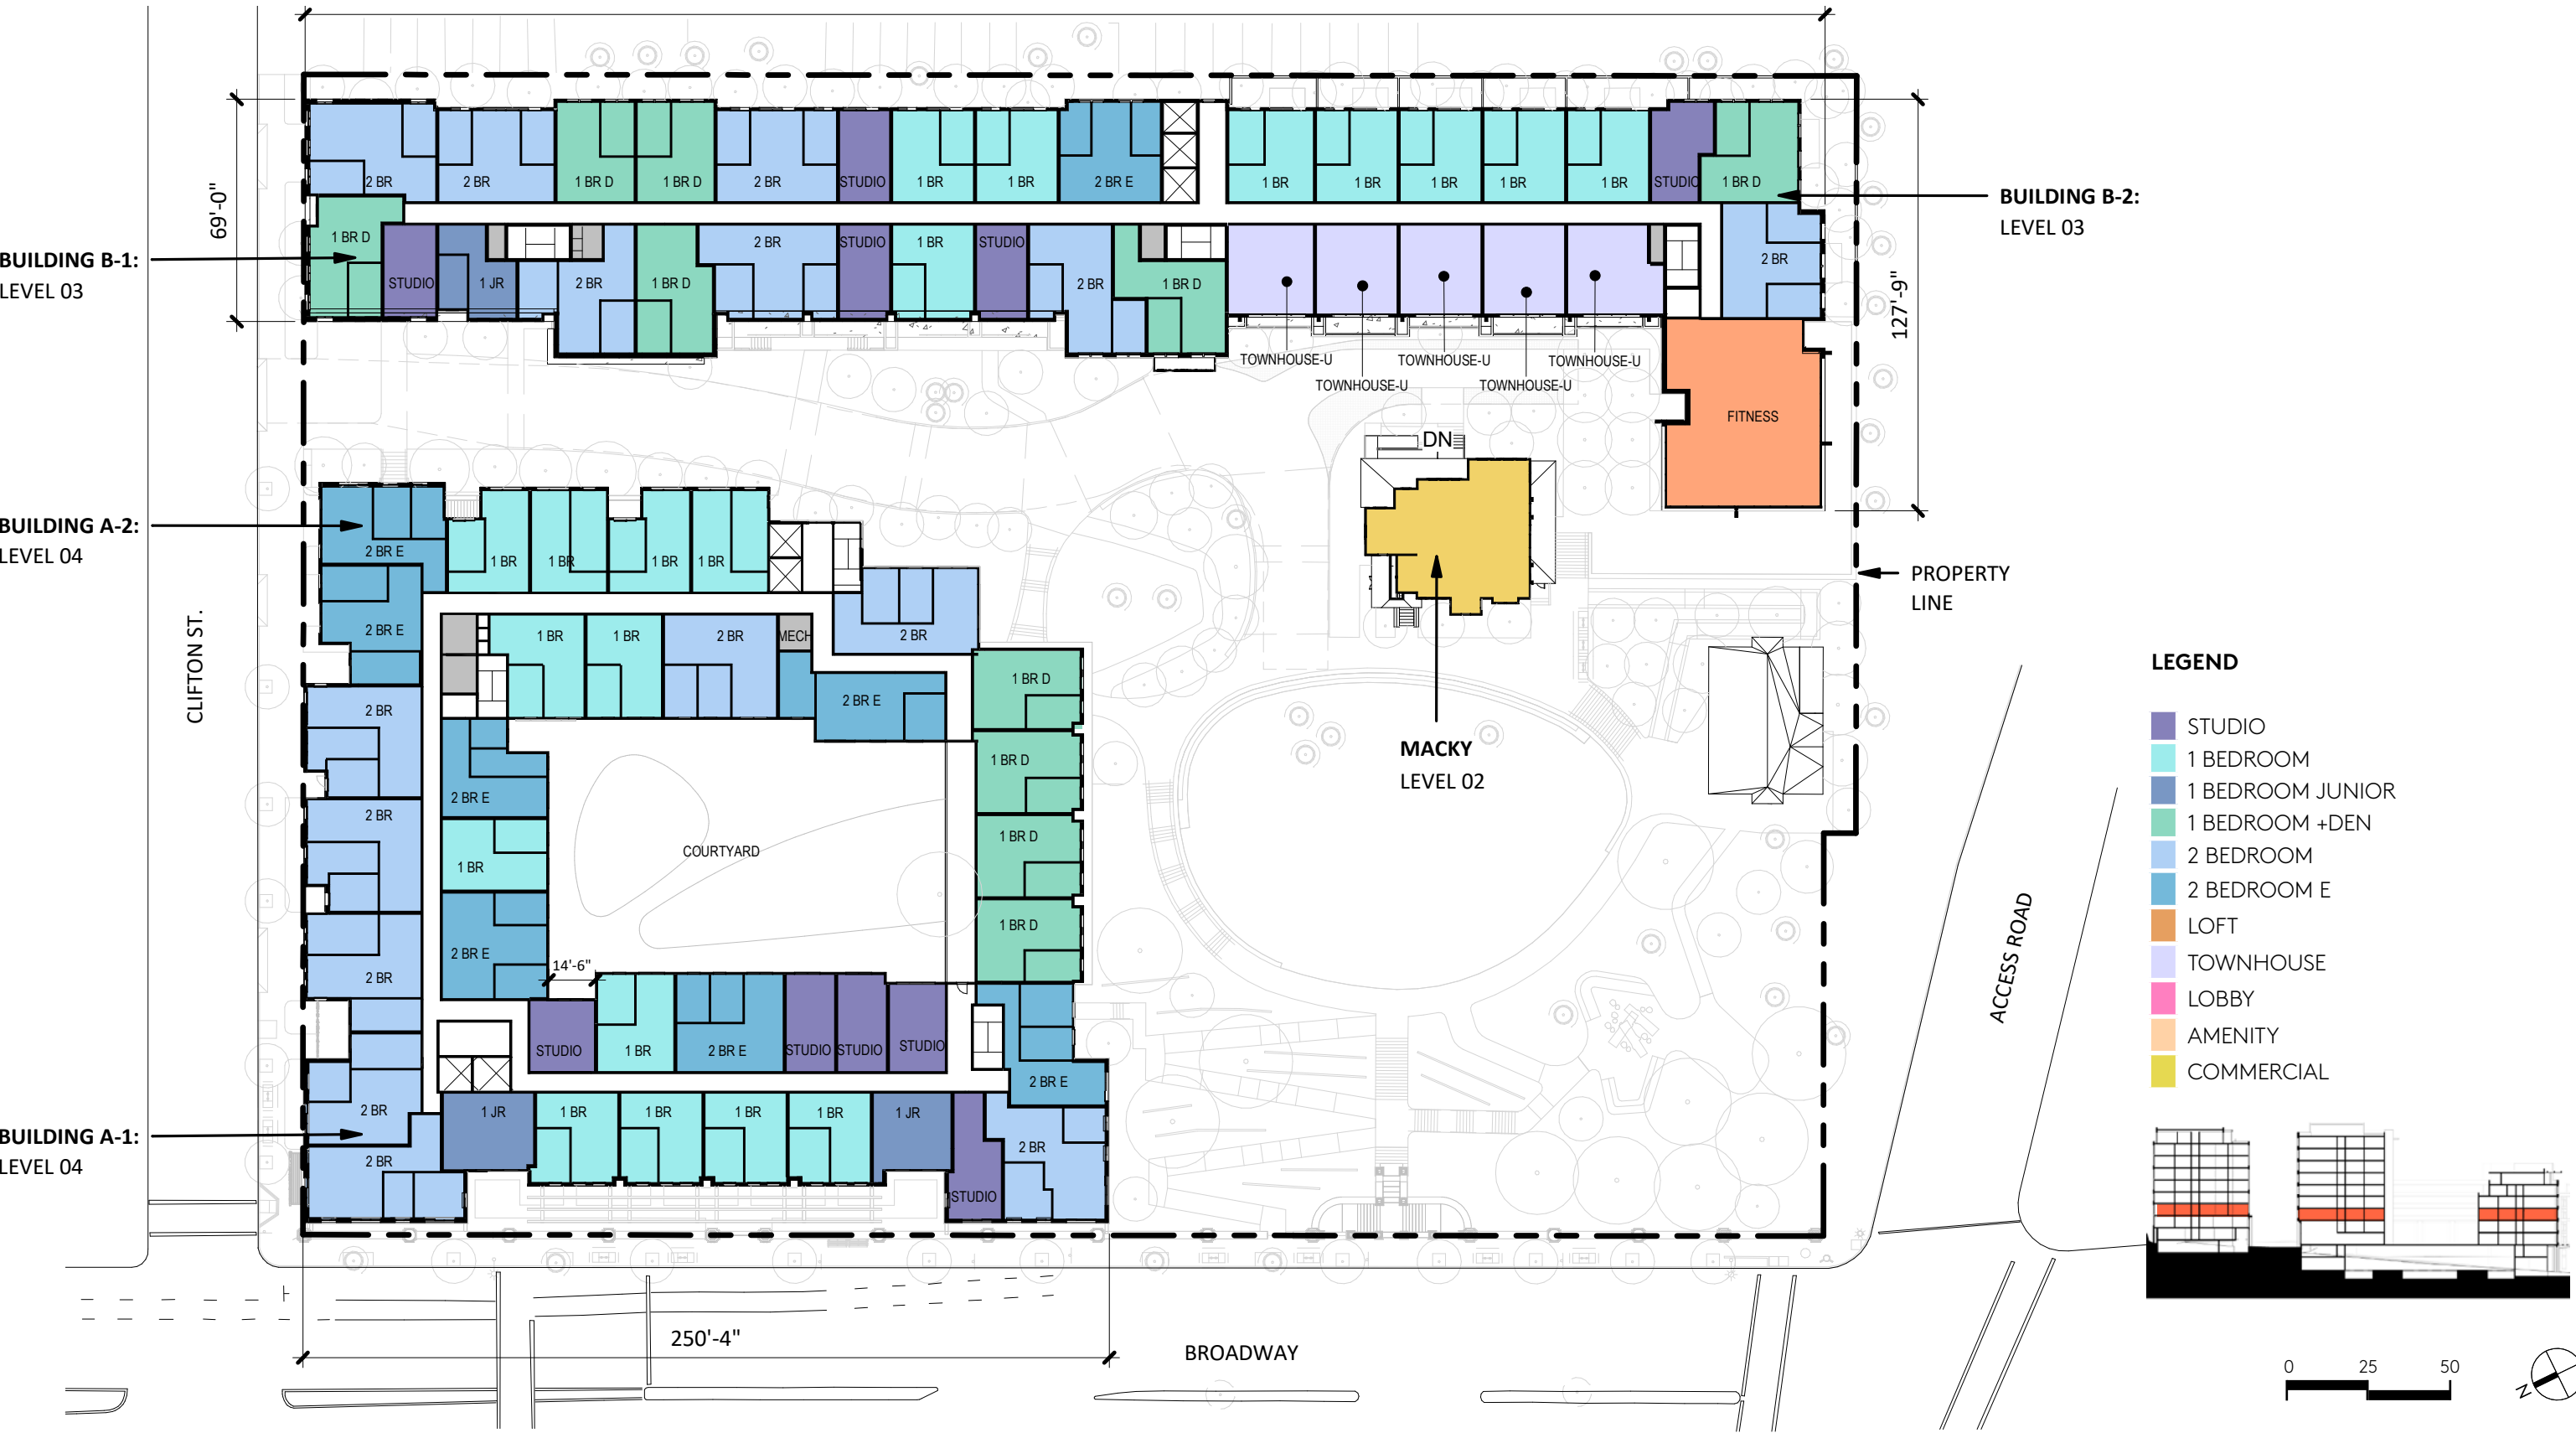 2 BR
2 BR
1 BR D
1 BR D
2 BR
STUDIO
1 BR
1 BR
2 BR E
1 BR
1 BR
1 BR
1 BR
1 BR
STUDIO
1 BR D
69'-0"
BUILDING B-2:
LEVEL 03
BUILDING B-1:
LEVEL 03
1 BR D
STUDIO
1 JR
2 BR
1 BR D
2 BR
STUDIO
1 BR
STUDIO
2 BR
1 BR D
2 BR
127'-9"
TOWNHOUSE-U
TOWNHOUSE-U
TOWNHOUSE-U
TOWNHOUSE-U
TOWNHOUSE-U
FITNESS
DN
BUILDING A-2:
LEVEL 04
2 BR E
1 BR
1 BR
1 BR
1 BR
2 BR E
1 BR
1 BR
2 BR
MECH
2 BR
PROPERTY
LINE
CLIFTON ST.
2 BR
2 BR E
1 BR D
MACKY
LEVEL 02
1 BR D
2 BR E
2 BR
COURTYARD
1 BR
1 BR D
2 BR E
2 BR
1 BR D
14'-6"
STUDIO
1 BR
2 BR E
STUDIO
STUDIO
STUDIO
2 BR E
BUILDING A-1:
LEVEL 04
2 BR
2 BR
1 JR
1 BR
1 BR
1 BR
1 BR
1 JR
STUDIO
2 BR
ACCESS ROAD
250'-4"
BROADWAY
LEGEND
STUDIO
1 BEDROOM
1 BEDROOM JUNIOR
1 BEDROOM +DEN
2 BEDROOM
2 BEDROOM E
LOFT
TOWNHOUSE
LOBBY
AMENITY
COMMERCIAL
0 25 50
N